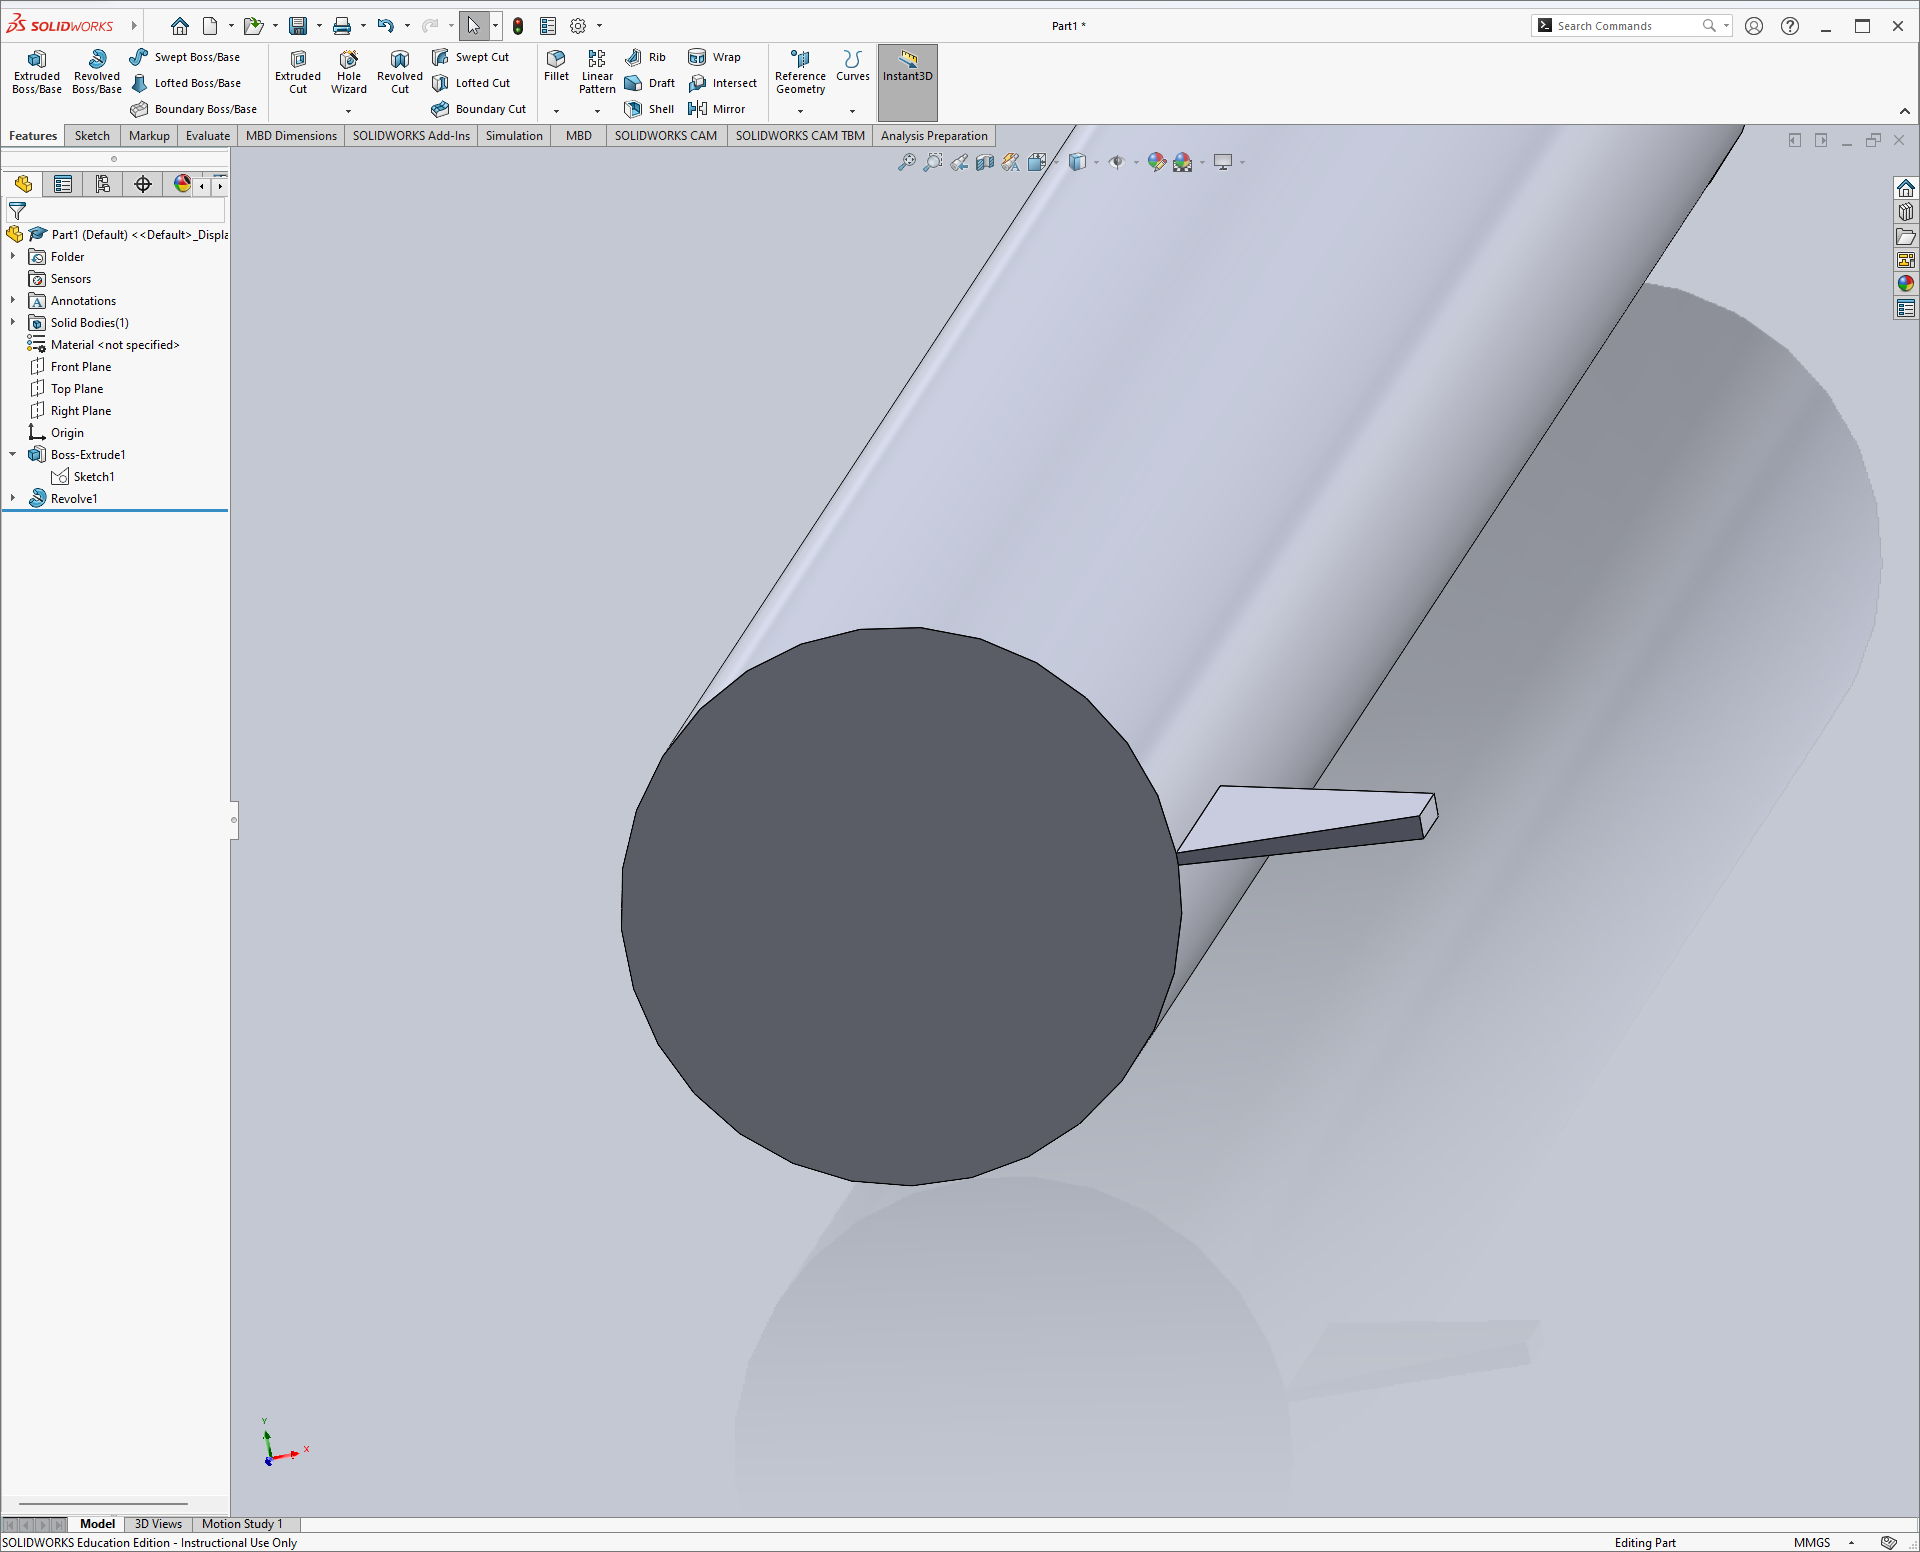 SOLIDWORKS
Part1 *
Search Commands
Extruded Boss/Base
Revolved Boss/Base
Swept Boss/Base
Lofted Boss/Base
Boundary Boss/Base
Extruded Cut
Hole Wizard
Revolved Cut
Swept Cut
Lofted Cut
Boundary Cut
Fillet
Linear Pattern
Rib
Draft
Shell
Wrap
Intersect
Mirror
Reference Geometry
Curves
Instant3D
Features
Sketch
Markup
Evaluate
MBD Dimensions
SOLIDWORKS Add-Ins
Simulation
MBD
SOLIDWORKS CAM
SOLIDWORKS CAM TBM
Analysis Preparation
Part1 (Default) <<Default>_Displa
Folder
Sensors
Annotations
Solid Bodies(1)
Material <not specified>
Front Plane
Top Plane
Right Plane
Origin
Boss-Extrude1
Sketch1
Revolve1
Y
X
Model
3D Views
Motion Study 1
SOLIDWORKS Education Edition - Instructional Use Only
Editing Part
MMGS